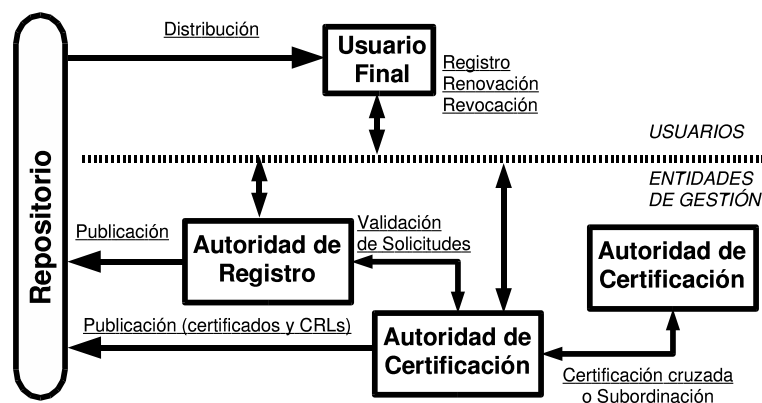 Distribución
Usuario
Final
Registro
Renovación
Revocación
USUARIOS
ENTIDADES
DE GESTIÓN
Repositorio
Publicación
Autoridad de
Registro
Validación
de Solicitudes
Autoridad de
Certificación
Publicación (certificados y CRLs)
Autoridad de
Certificación
Certificación cruzada
o Subordinación